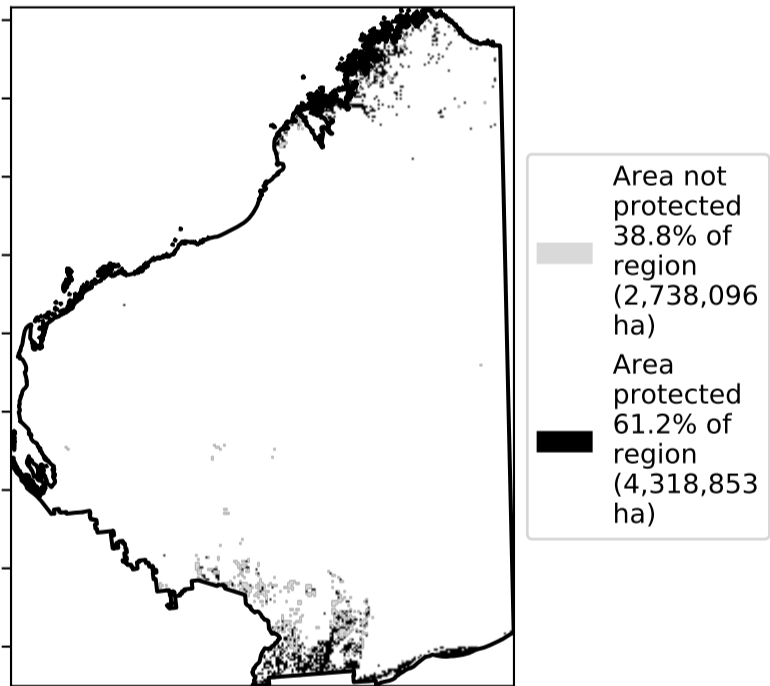 Area not
protected
38.8% of
region
(2,738,096
ha)
Area
protected
61.2% of
region
(4,318,853
ha)